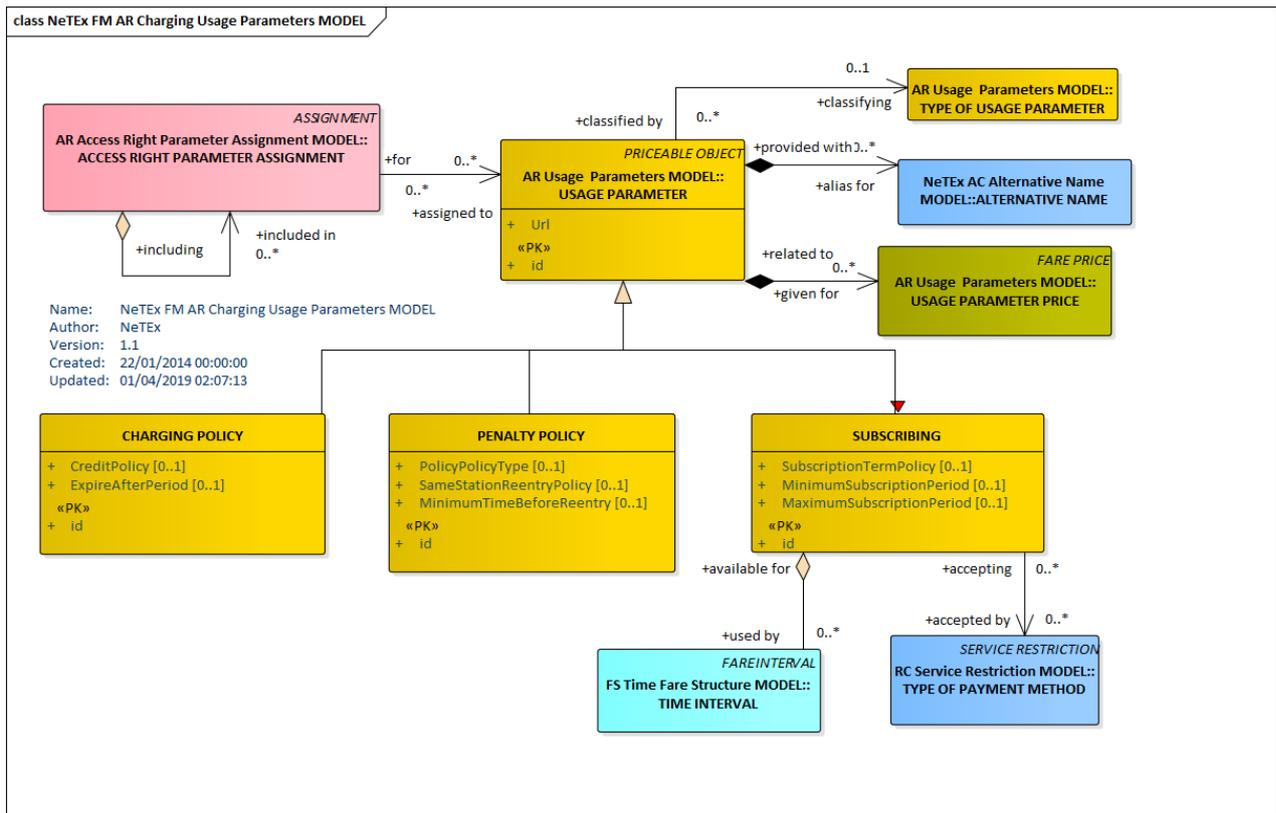 class NeTEx FM AR Charging Usage Parameters MODEL
0..1
+classifying
AR Usage Parameters MODEL::
TYPE OF USAGE PARAMETER
+classified by
0..*
ASSIGNMENT
AR Access Right Parameter Assignment MODEL::
ACCESS RIGHT PARAMETER ASSIGNMENT
+for
0..*
0..*
+assigned to
+including
+included in
0..*
PRICEABLE OBJECT
AR Usage Parameters MODEL::
USAGE PARAMETER
+ Url
«PK»
+ id
+provided with
0..*
+alias for
NeTEx AC Alternative Name
MODEL::ALTERNATIVE NAME
+related to
0..*
+given for
FARE PRICE
AR Usage Parameters MODEL::
USAGE PARAMETER PRICE
Name: NeTEx FM AR Charging Usage Parameters MODEL
Author: NeTEx
Version: 1.1
Created: 22/01/2014 00:00:00
Updated: 01/04/2019 02:07:13
CHARGING POLICY
+ CreditPolicy [0..1]
+ ExpireAfterPeriod [0..1]
«PK»
+ id
PENALTY POLICY
+ PolicyPolicyType [0..1]
+ SameStationReentryPolicy [0..1]
+ MinimumTimeBeforeReentry [0..1]
«PK»
+ id
SUBSCRIBING
+ SubscriptionTermPolicy [0..1]
+ MinimumSubscriptionPeriod [0..1]
+ MaximumSubscriptionPeriod [0..1]
«PK»
+ id
+available for
+used by
0..*
+accepting
0..*
+accepted by
0..*
FARE INTERVAL
FS Time Fare Structure MODEL::
TIME INTERVAL
SERVICE RESTRICTION
RC Service Restriction MODEL::
TYPE OF PAYMENT METHOD